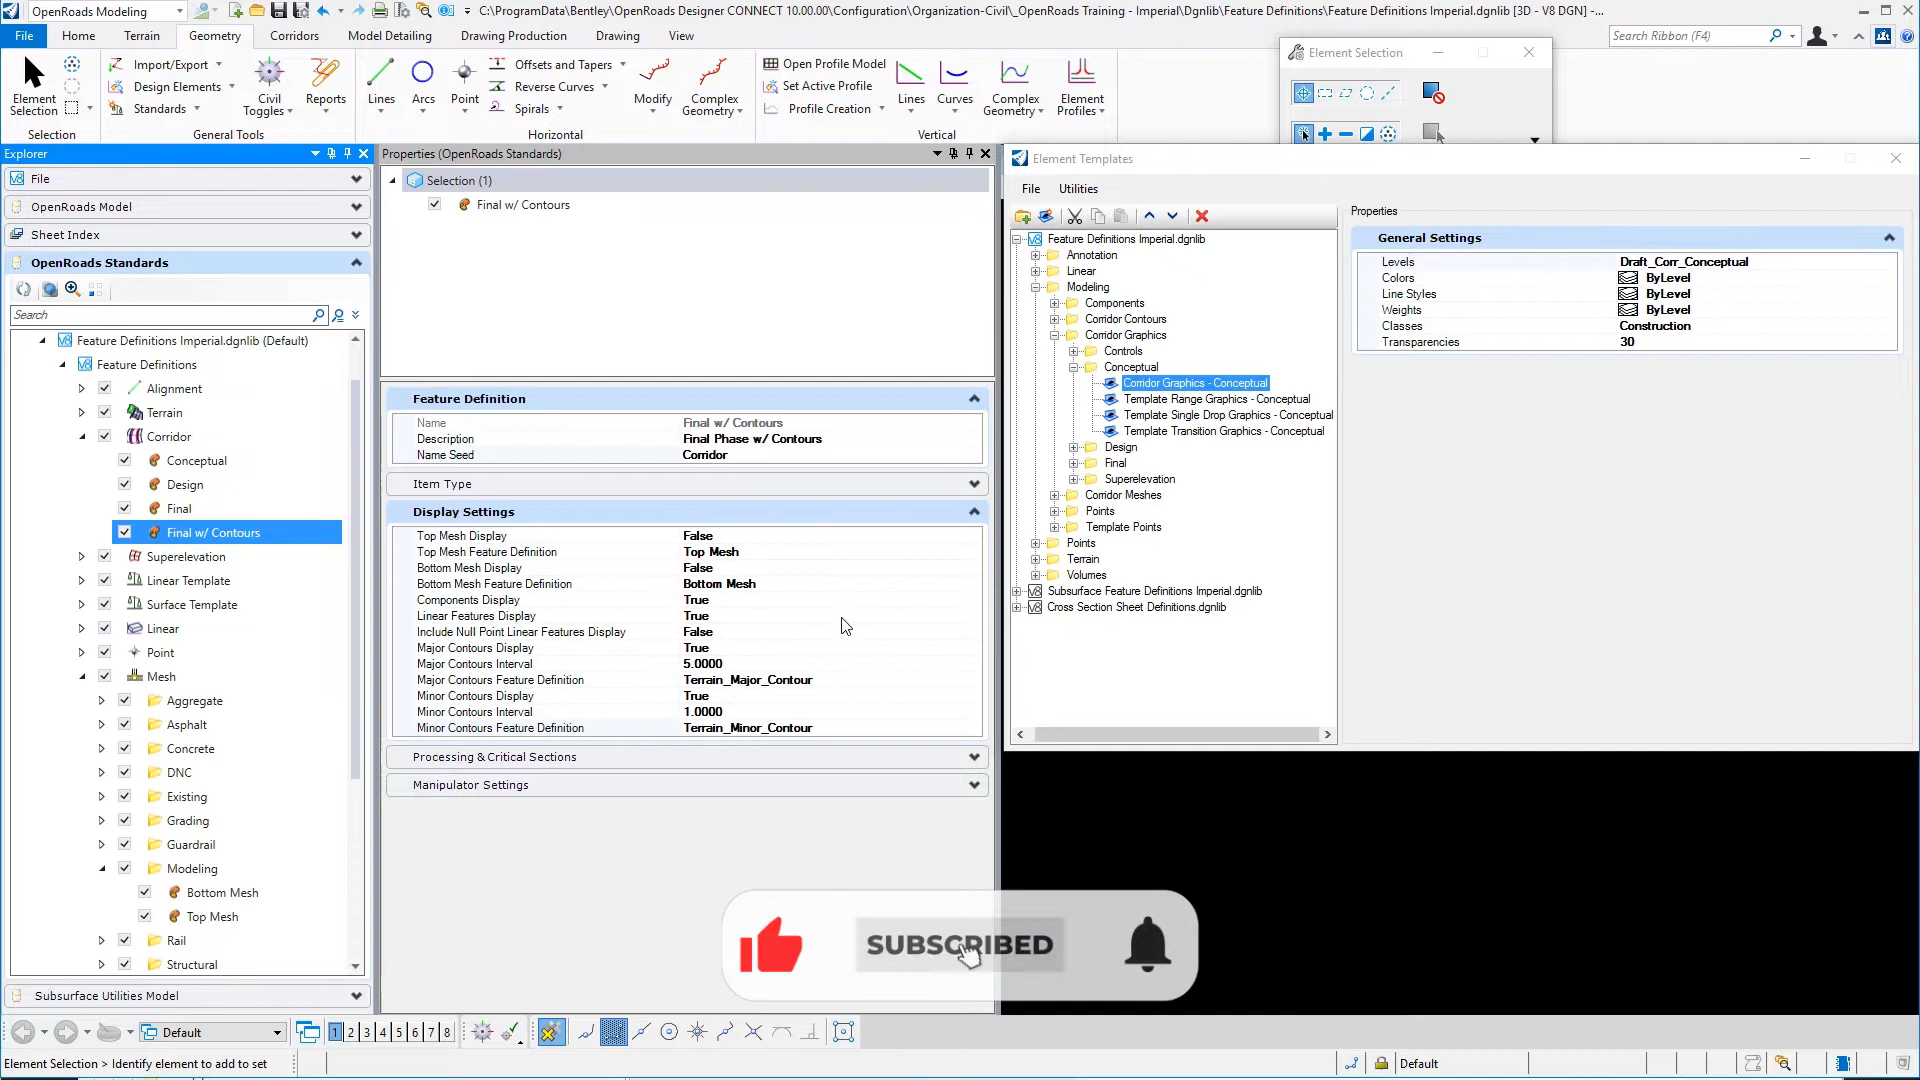 OpenRoads Modeling
C:\ProgramData\Bentley\OpenRoads Designer CONNECT 10.00.00\Configuration\Organization-Civil\_OpenRoads Training - Imperial\Dgnlib\Feature Definitions\Feature Definitions Imperial.dgnlib [3D - V8 DGN] -...
File Home Terrain Geometry Corridors Model Detailing Drawing Production Drawing View
Search Ribbon (F4)
Element Selection
Selection
Import/Export
Design Elements
Standards
Civil Toggles
Reports
General Tools
Lines
Arcs
Point
Offsets and Tapers
Reverse Curves
Spirals
Modify
Complex Geometry
Horizontal
Open Profile Model
Set Active Profile
Profile Creation
Lines
Curves
Complex Geometry
Element Profiles
Vertical
Element Selection
Explorer
File
OpenRoads Model
Sheet Index
OpenRoads Standards
Search
Feature Definitions Imperial.dgnlib (Default)
Feature Definitions
Alignment
Terrain
Corridor
Conceptual
Design
Final
Final w/ Contours
Superelevation
Linear Template
Surface Template
Linear
Point
Mesh
Aggregate
Asphalt
Concrete
DNC
Existing
Grading
Guardrail
Modeling
Bottom Mesh
Top Mesh
Rail
Structural
Subsurface Utilities Model
Properties (OpenRoads Standards)
Selection (1)
Final w/ Contours
Feature Definition
Name Final w/ Contours
Description Final Phase w/ Contours
Name Seed Corridor
Item Type
Display Settings
Top Mesh Display False
Top Mesh Feature Definition Top Mesh
Bottom Mesh Display False
Bottom Mesh Feature Definition Bottom Mesh
Components Display True
Linear Features Display True
Include Null Point Linear Features Display False
Major Contours Display True
Major Contours Interval 5.0000
Major Contours Feature Definition Terrain_Major_Contour
Minor Contours Display True
Minor Contours Interval 1.0000
Minor Contours Feature Definition Terrain_Minor_Contour
Processing & Critical Sections
Manipulator Settings
Element Templates
File Utilities
Feature Definitions Imperial.dgnlib
Annotation
Linear
Modeling
Components
Corridor Contours
Corridor Graphics
Controls
Conceptual
Corridor Graphics - Conceptual
Template Range Graphics - Conceptual
Template Single Drop Graphics - Conceptual
Template Transition Graphics - Conceptual
Design
Final
Superelevation
Corridor Meshes
Points
Template Points
Points
Terrain
Volumes
Subsurface Feature Definitions Imperial.dgnlib
Cross Section Sheet Definitions.dgnlib
Properties
General Settings
Levels Draft_Corr_Conceptual
Colors ByLevel
Line Styles ByLevel
Weights ByLevel
Classes Construction
Transparencies 30
SUBSCRIBED
Default 1 2 3 4 5 6 7 8
Element Selection > Identify element to add to set
Default